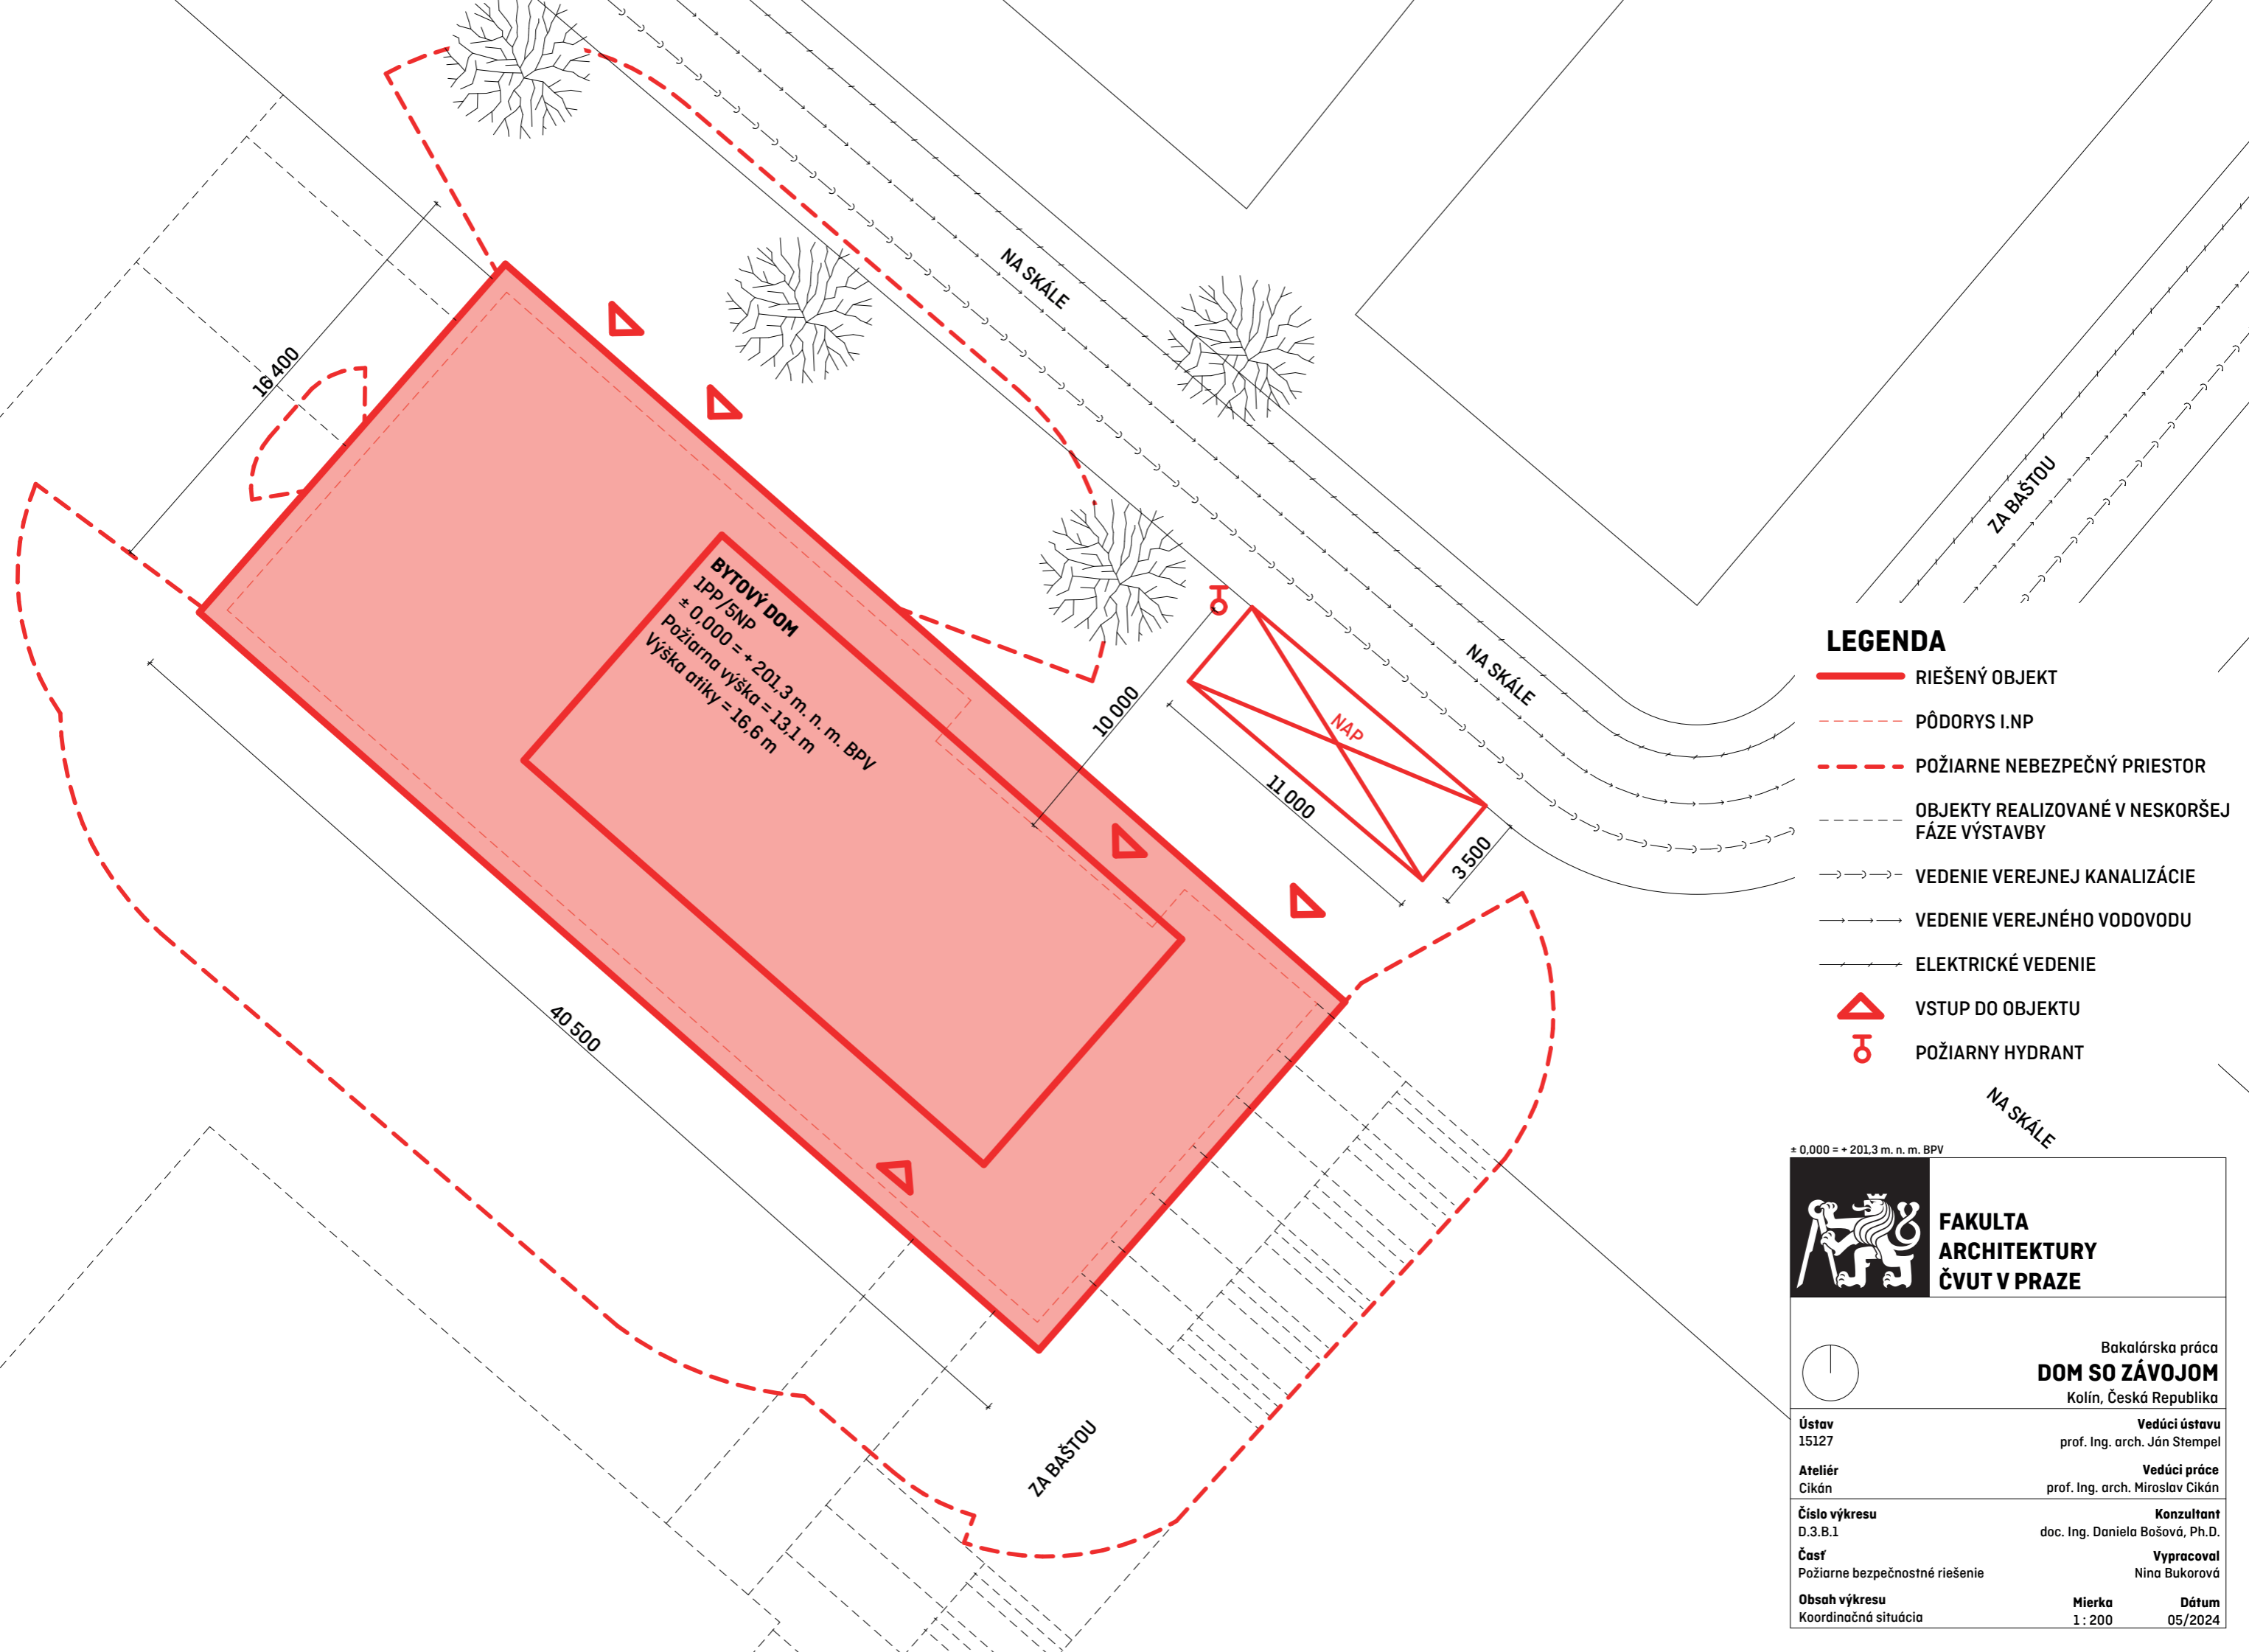 NA SKÁLE
16 400
ZA BAŠTOU
BYTOVÝ DOM
1PP/5NP
± 0,000 = + 201,3 m. n. m. BPV
Požiarna výška = 13,1 m
Výška atiky = 16,6 m
NA SKÁLE
10 000
NAP
11 000
3 500
40 500
ZA BAŠTOU
LEGENDA
RIEŠENÝ OBJEKT
PÔDORYS I.NP
POŽIARNE NEBEZPEČNÝ PRIESTOR
OBJEKTY REALIZOVANÉ V NESKORŠEJ
FÁZE VÝSTAVBY
VEDENIE VEREJNEJ KANALIZÁCIE
VEDENIE VEREJNÉHO VODOVODU
ELEKTRICKÉ VEDENIE
VSTUP DO OBJEKTU
POŽIARNY HYDRANT
NA SKÁLE
± 0,000 = + 201,3 m. n. m. BPV
FAKULTA
ARCHITEKTURY
ČVUT V PRAZE
Bakalárska práca
DOM SO ZÁVOJOM
Kolín, Česká Republika
Ústav
15127
Vedúci ústavu
prof. Ing. arch. Ján Stempel
Ateliér
Cikán
Vedúci práce
prof. Ing. arch. Miroslav Cikán
Číslo výkresu
D.3.B.1
Konzultant
doc. Ing. Daniela Bošová, Ph.D.
Časť
Požiarne bezpečnostné riešenie
Vypracoval
Nina Bukorová
Obsah výkresu
Koordinačná situácia
Mierka
1 : 200
Dátum
05/2024